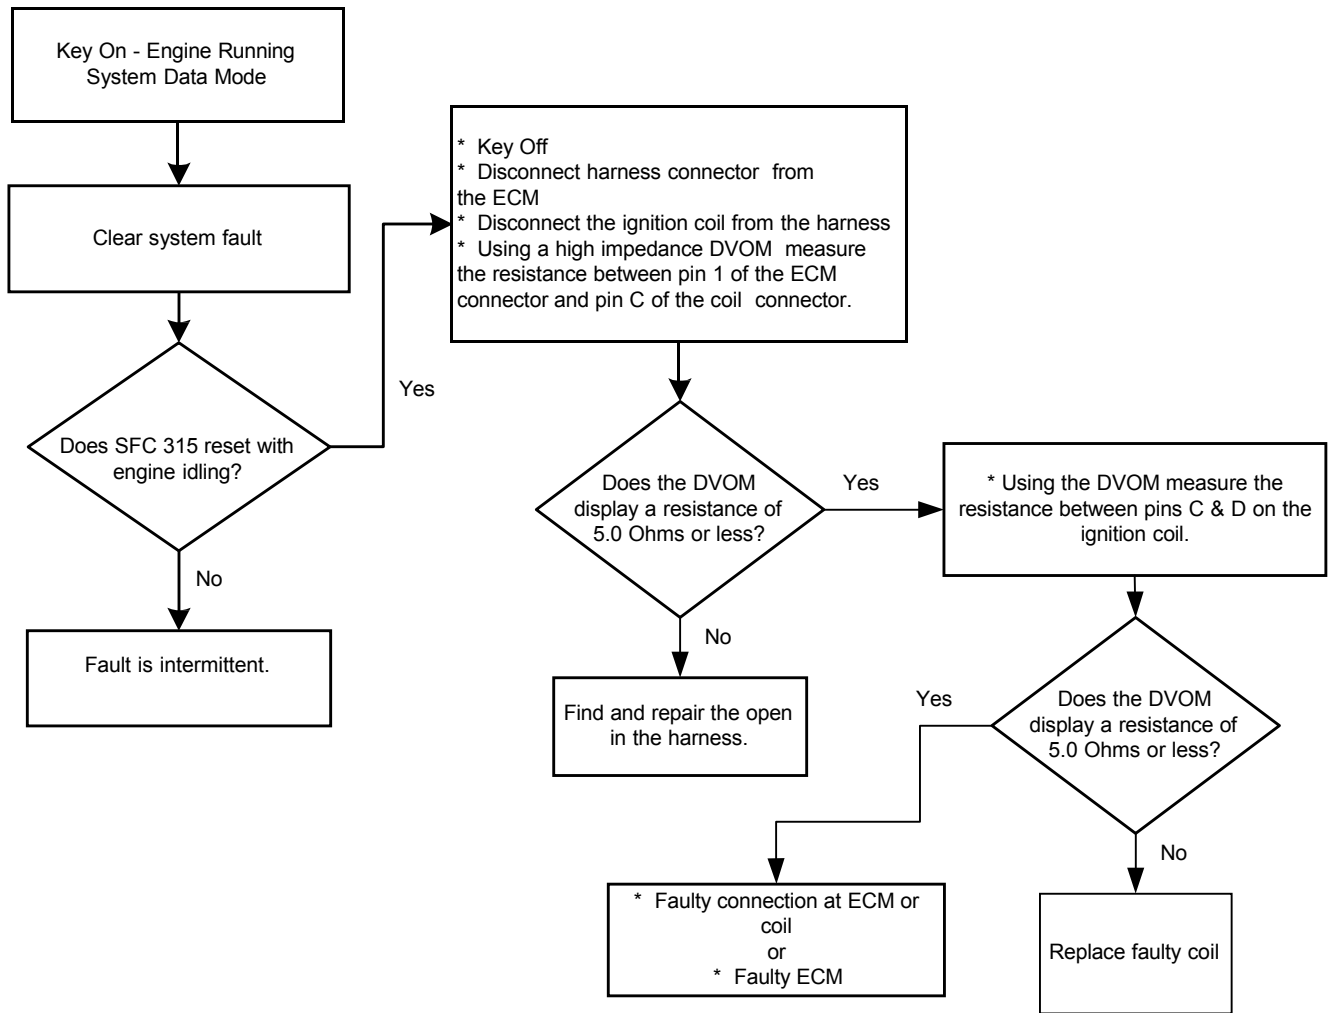 Key On - Engine Running
System Data Mode
Clear system fault
Does SFC 315 reset with
engine idling?
Yes
No
Fault is intermittent.
* Key Off
* Disconnect harness connector from
the ECM
* Disconnect the ignition coil from the harness
* Using a high impedance DVOM measure
the resistance between pin 1 of the ECM
connector and pin C of the coil connector.
Does the DVOM
display a resistance of
5.0 Ohms or less?
Yes
No
Find and repair the open
in the harness.
* Using the DVOM measure the
resistance between pins C & D on the
ignition coil.
Does the DVOM
display a resistance of
5.0 Ohms or less?
Yes
No
* Faulty connection at ECM or
coil
or
* Faulty ECM
Replace faulty coil